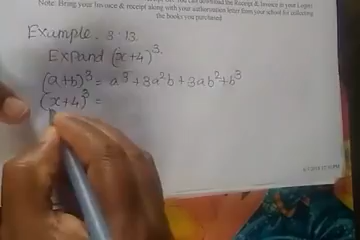 Note: Bring your Invoice & receipt along with your authorisation letter from your school for collecting
the books you purchased
Example. 3.13.
Expand (x+4)³.
(a+b)³ = a³+3a²b+3ab²+b³
(x+4)³ =